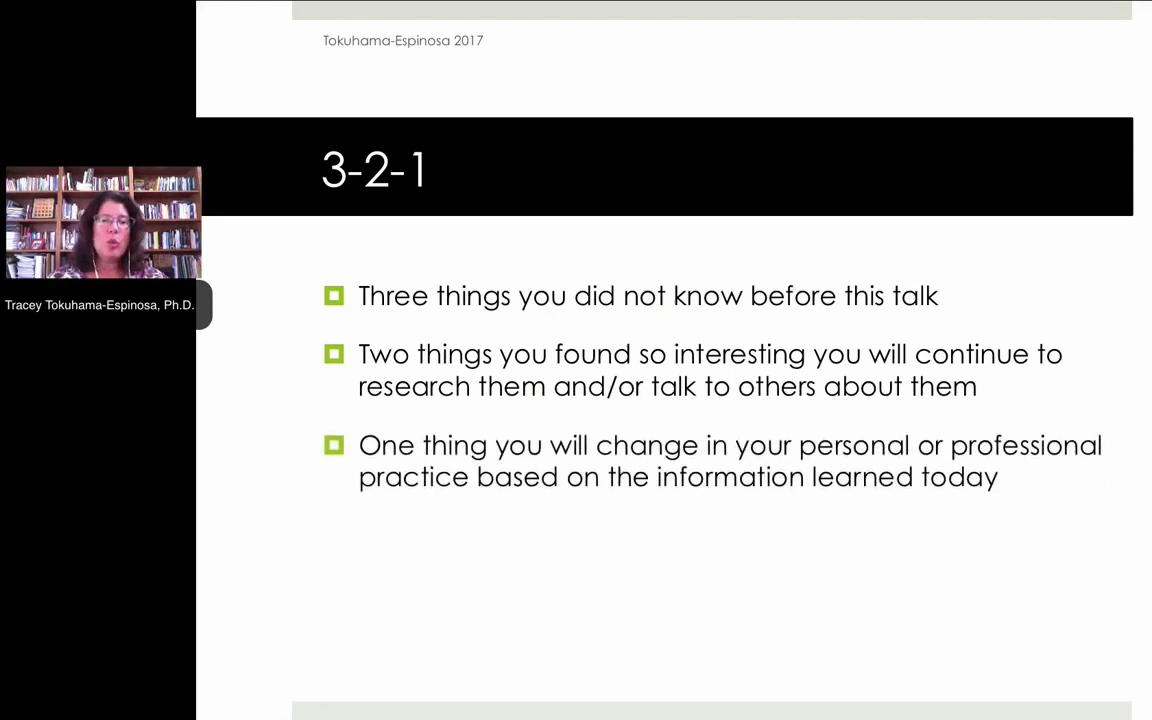 Tokuhama-Espinosa 2017
3-2-1
Tracey Tokuhama-Espinosa, Ph.D.
Three things you did not know before this talk
Two things you found so interesting you will continue to
research them and/or talk to others about them
One thing you will change in your personal or professional
practice based on the information learned today